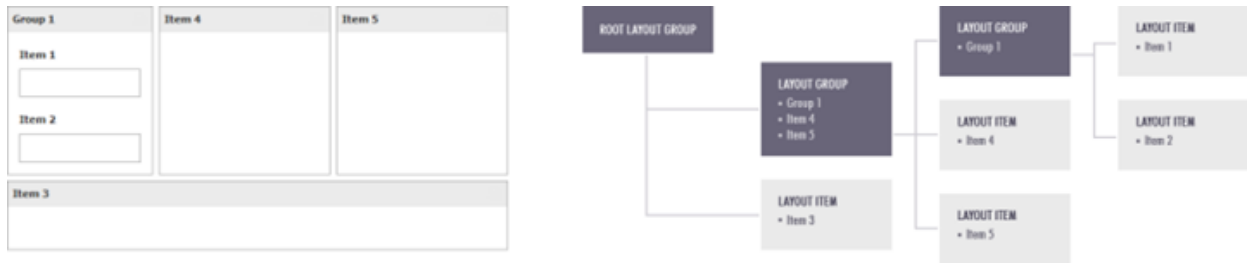 Group 1
Item 4
Item 5
Item 1
Item 2
Item 3
ROOT LAYOUT GROUP
LAYOUT GROUP
• Group 1
• Item 4
• Item 5
LAYOUT ITEM
• Item 3
LAYOUT GROUP
• Group 1
LAYOUT ITEM
• Item 4
LAYOUT ITEM
• Item 5
LAYOUT ITEM
• Item 1
LAYOUT ITEM
• Item 2